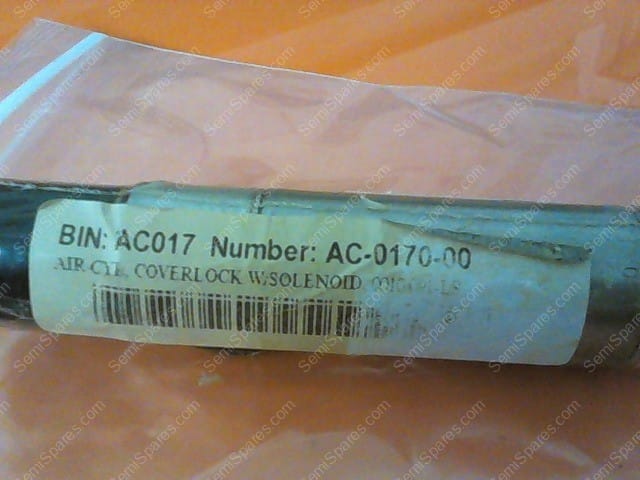 BIN: AC017 Number: AC-0170-00
AIR CYL, COVERLOCK W/SOLENOID,
SemiSpares.com